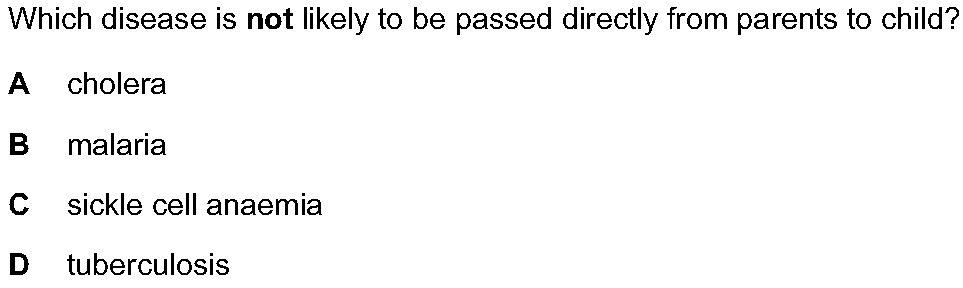 Which disease is not likely to be passed directly from parents to child?
A cholera
B malaria
C sickle cell anaemia
D tuberculosis